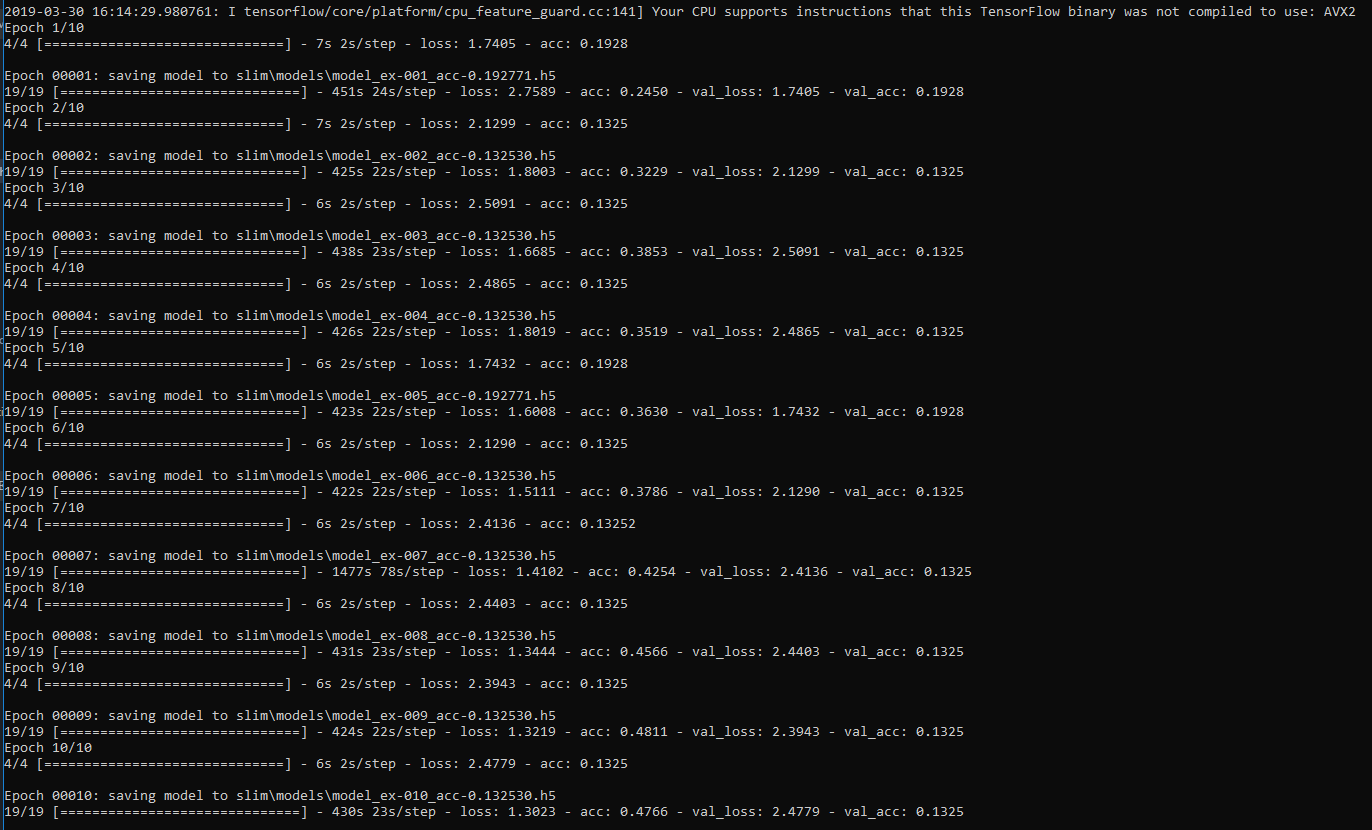 2019-03-30 16:14:29.980761: I tensorflow/core/platform/cpu_feature_guard.cc:141] Your CPU supports instructions that this TensorFlow binary was not compiled to use: AVX2
Epoch 1/10
4/4 [==============================] - 7s 2s/step - loss: 1.7405 - acc: 0.1928
Epoch 00001: saving model to slim\models\model_ex-001_acc-0.192771.h5
19/19 [==============================] - 451s 24s/step - loss: 2.7589 - acc: 0.2450 - val_loss: 1.7405 - val_acc: 0.1928
Epoch 2/10
4/4 [==============================] - 7s 2s/step - loss: 2.1299 - acc: 0.1325
Epoch 00002: saving model to slim\models\model_ex-002_acc-0.132530.h5
19/19 [==============================] - 425s 22s/step - loss: 1.8003 - acc: 0.3229 - val_loss: 2.1299 - val_acc: 0.1325
Epoch 3/10
4/4 [==============================] - 6s 2s/step - loss: 2.5091 - acc: 0.1325
Epoch 00003: saving model to slim\models\model_ex-003_acc-0.132530.h5
19/19 [==============================] - 438s 23s/step - loss: 1.6685 - acc: 0.3853 - val_loss: 2.5091 - val_acc: 0.1325
Epoch 4/10
4/4 [==============================] - 6s 2s/step - loss: 2.4865 - acc: 0.1325
Epoch 00004: saving model to slim\models\model_ex-004_acc-0.132530.h5
19/19 [==============================] - 426s 22s/step - loss: 1.8019 - acc: 0.3519 - val_loss: 2.4865 - val_acc: 0.1325
Epoch 5/10
4/4 [==============================] - 6s 2s/step - loss: 1.7432 - acc: 0.1928
Epoch 00005: saving model to slim\models\model_ex-005_acc-0.192771.h5
19/19 [==============================] - 423s 22s/step - loss: 1.6008 - acc: 0.3630 - val_loss: 1.7432 - val_acc: 0.1928
Epoch 6/10
4/4 [==============================] - 6s 2s/step - loss: 2.1290 - acc: 0.1325
Epoch 00006: saving model to slim\models\model_ex-006_acc-0.132530.h5
19/19 [==============================] - 422s 22s/step - loss: 1.5111 - acc: 0.3786 - val_loss: 2.1290 - val_acc: 0.1325
Epoch 7/10
4/4 [==============================] - 6s 2s/step - loss: 2.4136 - acc: 0.13252
Epoch 00007: saving model to slim\models\model_ex-007_acc-0.132530.h5
19/19 [==============================] - 1477s 78s/step - loss: 1.4102 - acc: 0.4254 - val_loss: 2.4136 - val_acc: 0.1325
Epoch 8/10
4/4 [==============================] - 6s 2s/step - loss: 2.4403 - acc: 0.1325
Epoch 00008: saving model to slim\models\model_ex-008_acc-0.132530.h5
19/19 [==============================] - 431s 23s/step - loss: 1.3444 - acc: 0.4566 - val_loss: 2.4403 - val_acc: 0.1325
Epoch 9/10
4/4 [==============================] - 6s 2s/step - loss: 2.3943 - acc: 0.1325
Epoch 00009: saving model to slim\models\model_ex-009_acc-0.132530.h5
19/19 [==============================] - 424s 22s/step - loss: 1.3219 - acc: 0.4811 - val_loss: 2.3943 - val_acc: 0.1325
Epoch 10/10
4/4 [==============================] - 6s 2s/step - loss: 2.4779 - acc: 0.1325
Epoch 00010: saving model to slim\models\model_ex-010_acc-0.132530.h5
19/19 [==============================] - 430s 23s/step - loss: 1.3023 - acc: 0.4766 - val_loss: 2.4779 - val_acc: 0.1325